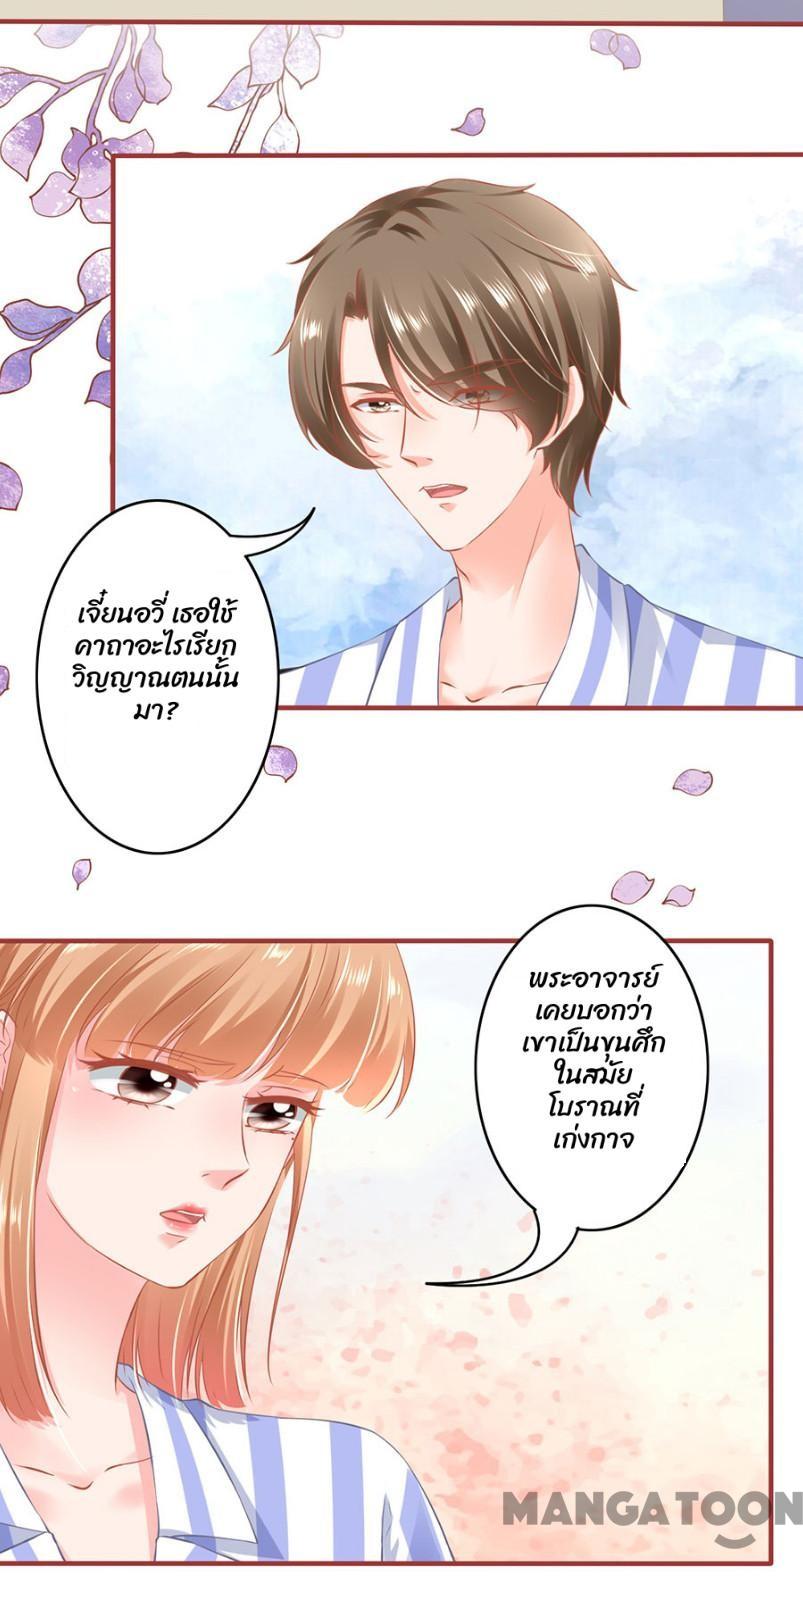 เจี๋ยนอวี่ เธอใช้
คาถาอะไรเรียก
วิญญาณตนนั้น
มา?
พระอาจารย์
เคยบอกว่า
เขาเป็นขุนศึก
ในสมัย
โบราณที่
เก่งกาจ
MANGATOON